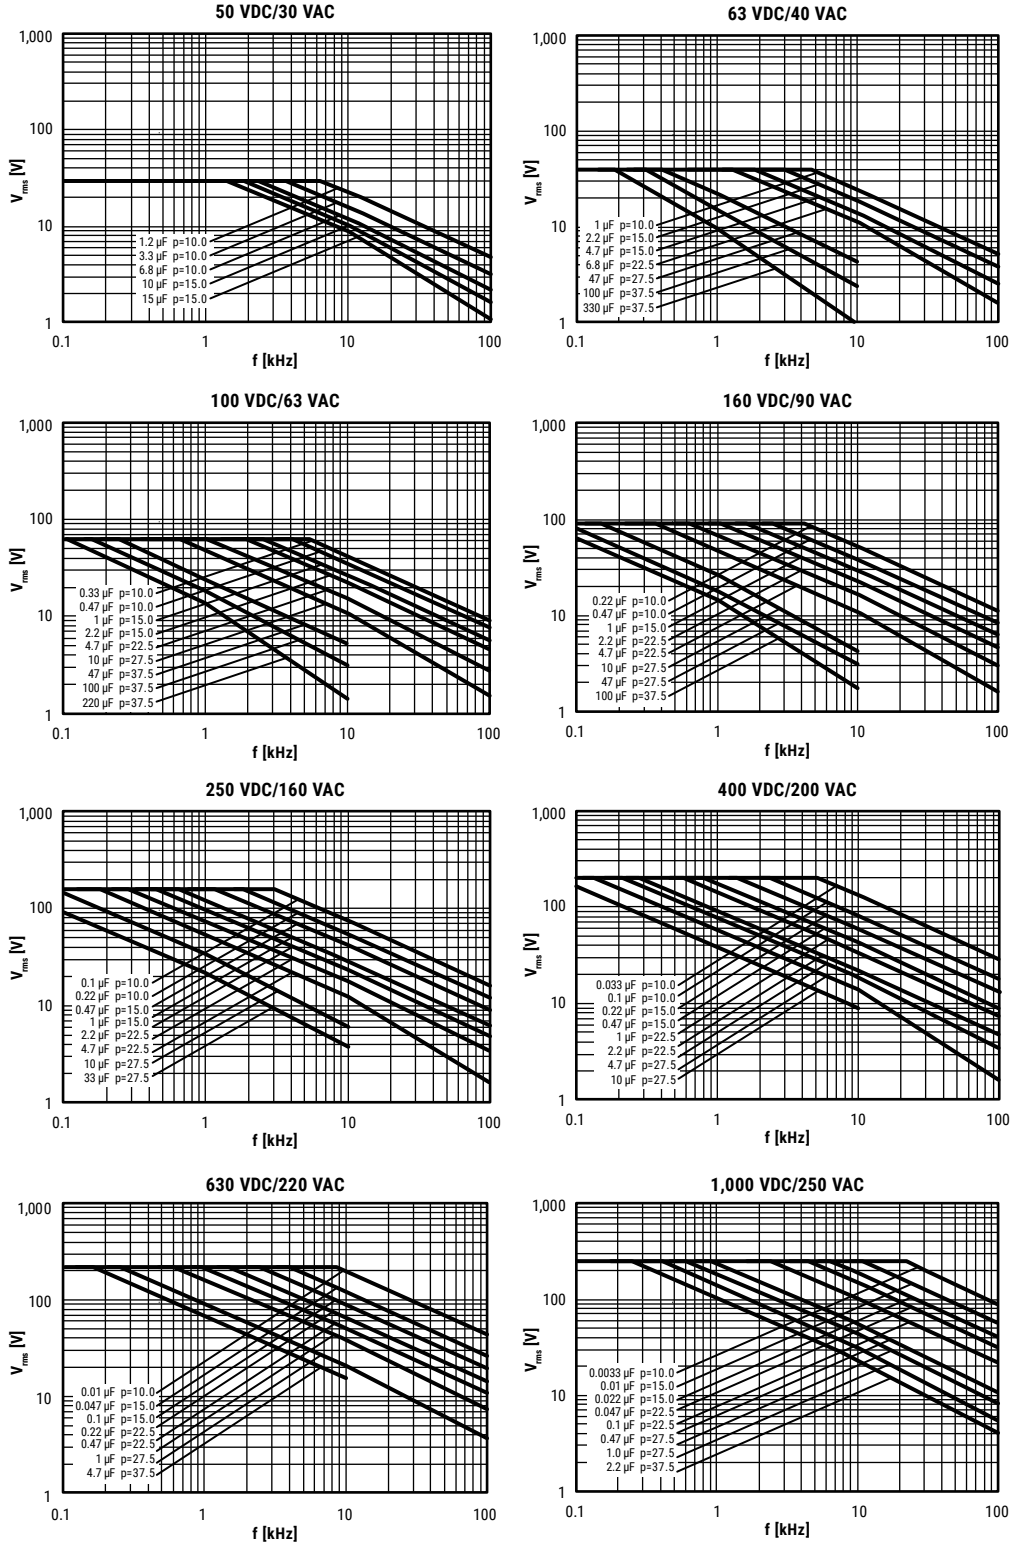 50 VDC/30 VAC
1,000
100
10
1
Vrms [V]
1.2 µF p=10.0
3.3 µF p=10.0
6.8 µF p=10.0
10 µF p=15.0
15 µF p=15.0
0.1 1 10 100
f [kHz]
63 VDC/40 VAC
1,000
100
10
1
Vrms [V]
1 µF p=10.0
2.2 µF p=15.0
4.7 µF p=15.0
6.8 µF p=22.5
47 µF p=27.5
100 µF p=37.5
330 µF p=37.5
0.1 1 10 100
f [kHz]
100 VDC/63 VAC
1,000
100
10
1
Vrms [V]
0.33 µF p=10.0
0.47 µF p=10.0
1 µF p=15.0
2.2 µF p=15.0
4.7 µF p=22.5
10 µF p=27.5
47 µF p=37.5
100 µF p=37.5
220 µF p=37.5
0.1 1 10 100
f [kHz]
160 VDC/90 VAC
1,000
100
10
1
Vrms [V]
0.22 µF p=10.0
0.47 µF p=10.0
1 µF p=15.0
2.2 µF p=22.5
4.7 µF p=22.5
10 µF p=27.5
47 µF p=27.5
100 µF p=37.5
0.1 1 10 100
f [kHz]
250 VDC/160 VAC
1,000
100
10
1
Vrms [V]
0.1 µF p=10.0
0.22 µF p=10.0
0.47 µF p=15.0
1 µF p=15.0
2.2 µF p=22.5
4.7 µF p=22.5
10 µF p=27.5
33 µF p=27.5
0.1 1 10 100
f [kHz]
400 VDC/200 VAC
1,000
100
10
1
Vrms [V]
0.033 µF p=10.0
0.1 µF p=10.0
0.22 µF p=15.0
0.47 µF p=15.0
1 µF p=22.5
2.2 µF p=22.5
4.7 µF p=27.5
10 µF p=27.5
0.1 1 10 100
f [kHz]
630 VDC/220 VAC
1,000
100
10
1
Vrms [V]
0.01 µF p=10.0
0.047 µF p=15.0
0.1 µF p=15.0
0.22 µF p=22.5
0.47 µF p=22.5
1 µF p=27.5
4.7 µF p=37.5
0.1 1 10 100
f [kHz]
1,000 VDC/250 VAC
1,000
100
10
1
Vrms [V]
0.0033 µF p=10.0
0.01 µF p=15.0
0.022 µF p=15.0
0.047 µF p=22.5
0.1 µF p=22.5
0.47 µF p=27.5
1.0 µF p=27.5
2.2 µF p=37.5
0.1 1 10 100
f [kHz]